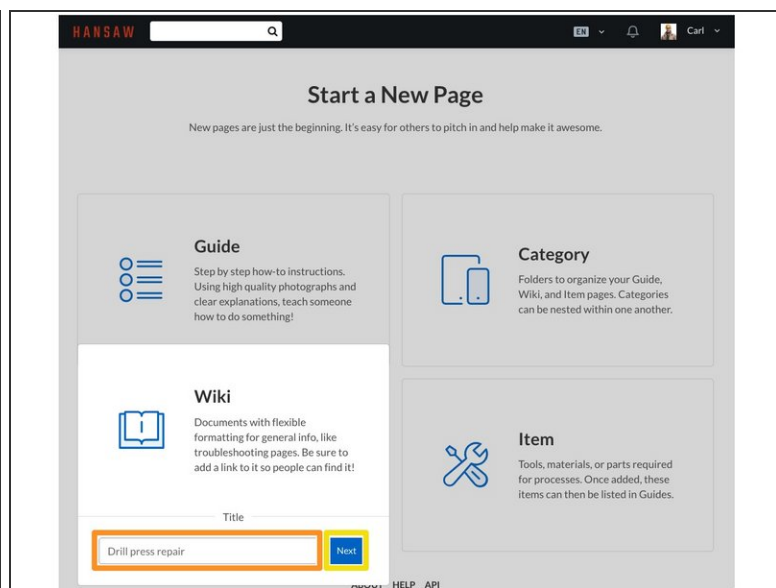 HANSAW
EN
Carl
Start a New Page
New pages are just the beginning. It's easy for others to pitch in and help make it awesome.
Guide
Step by step how-to instructions.
Using high quality photographs and
clear explanations, teach someone
how to do something!
Category
Folders to organize your Guide,
Wiki, and Item pages. Categories
can be nested within one another.
Wiki
Documents with flexible
formatting for general info, like
troubleshooting pages. Be sure to
add a link to it so people can find it!
Title
Drill press repair
Next
Item
Tools, materials, or parts required
for processes. Once added, these
items can then be listed in Guides.
ABOUT HELP API